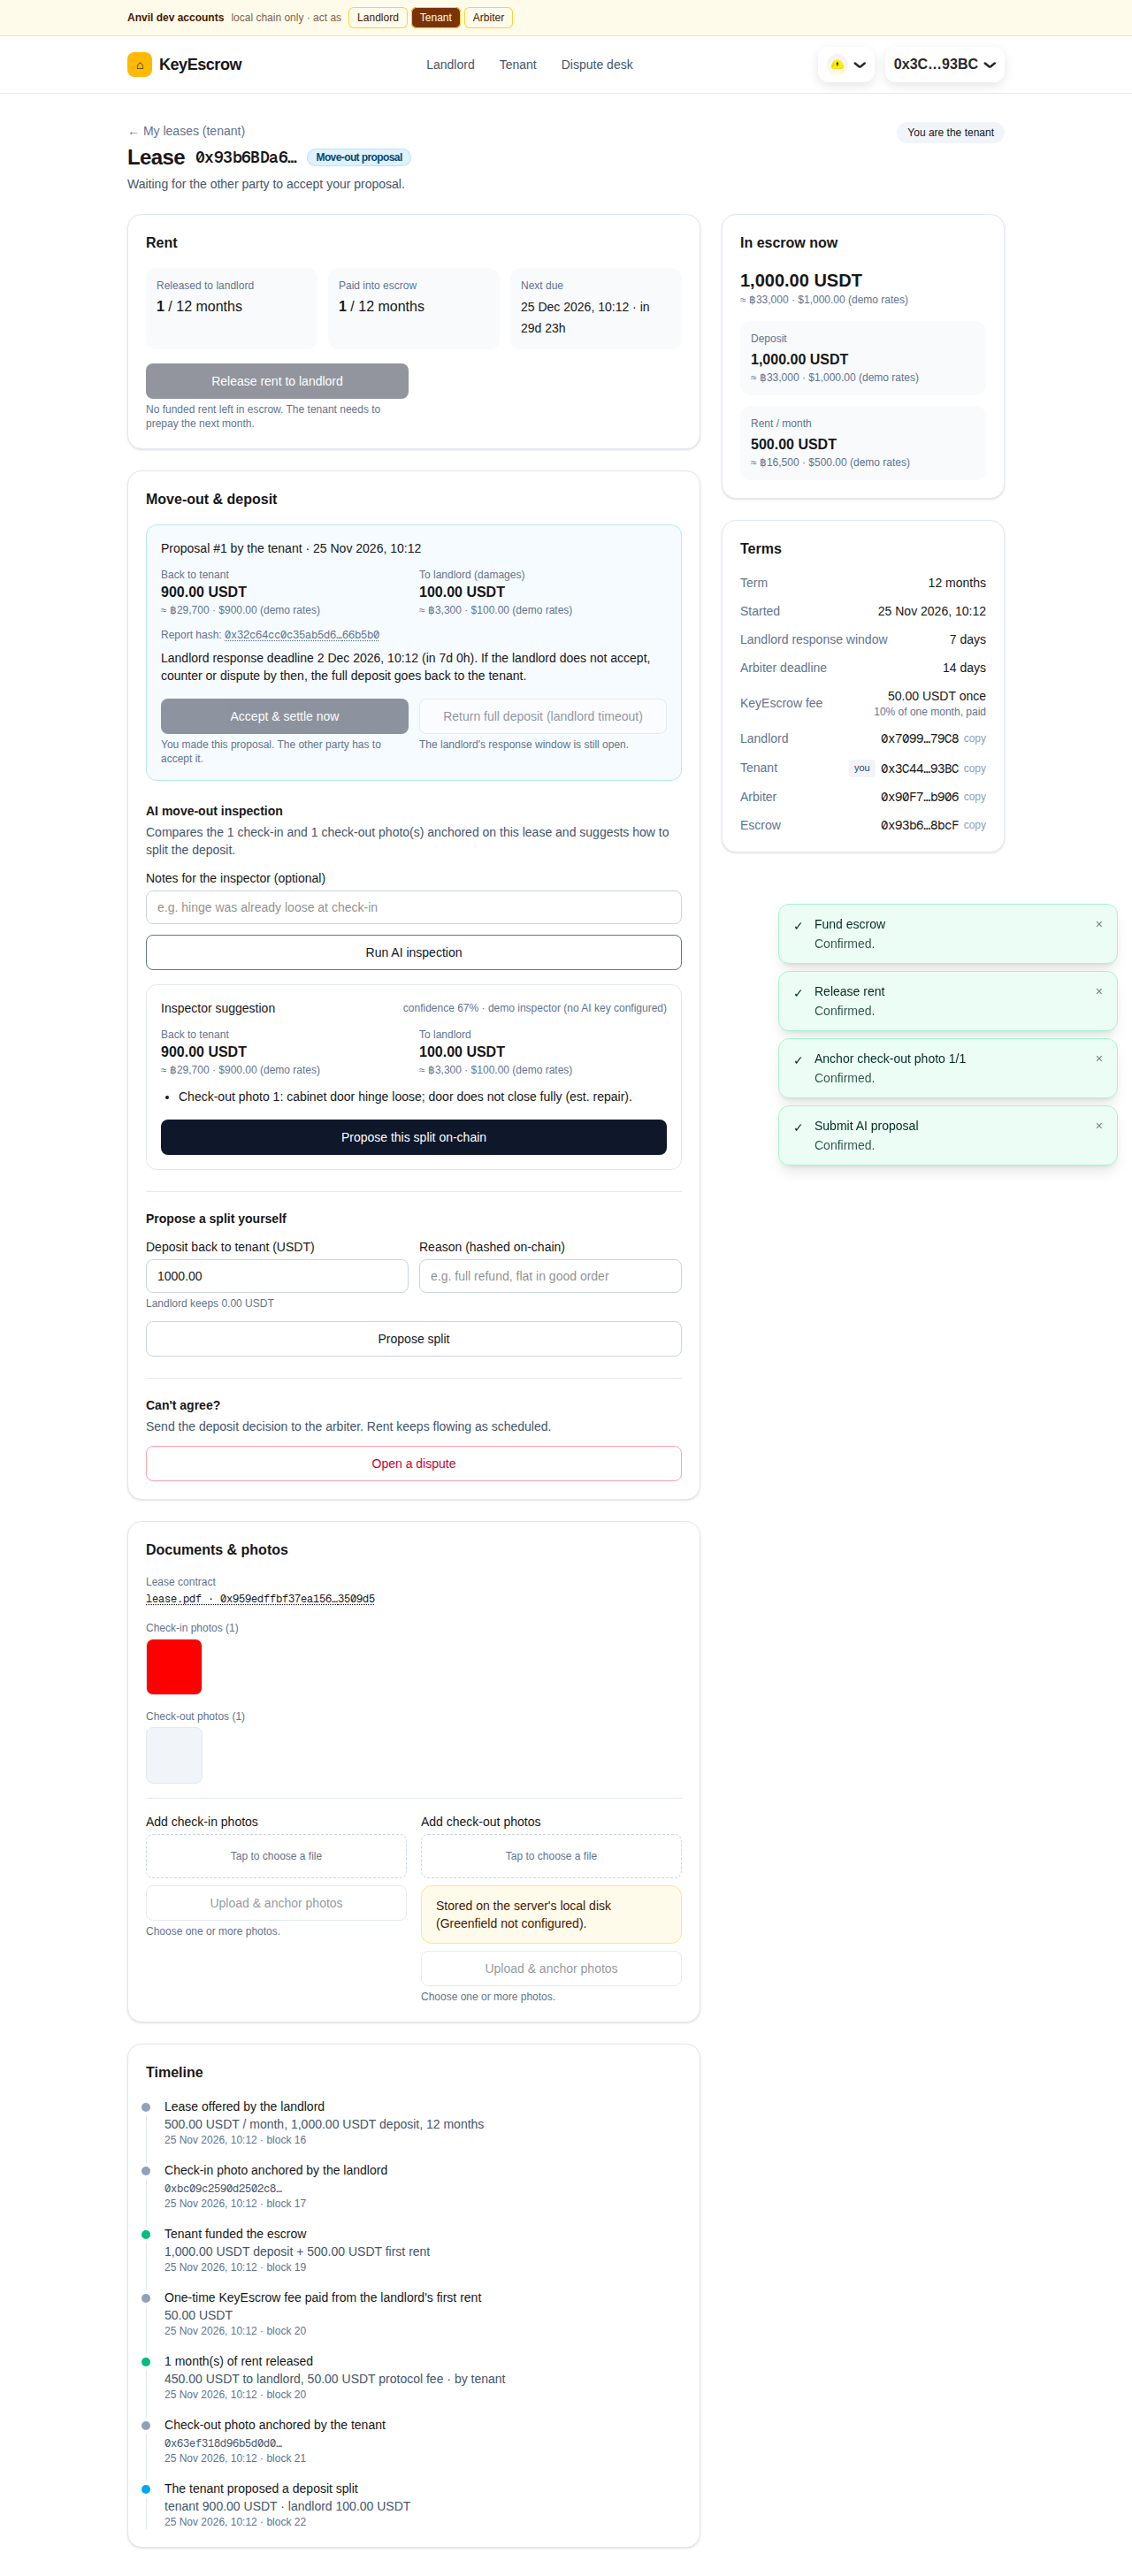 Anvil dev accounts local chain only · act as Landlord Tenant Arbiter
KeyEscrow
Landlord Tenant Dispute desk
0x3C…93BC
← My leases (tenant)
You are the tenant
Lease 0x93b6BDa6… Move-out proposal
Waiting for the other party to accept your proposal.
Rent
Released to landlord
1 / 12 months
Paid into escrow
1 / 12 months
Next due
25 Dec 2026, 10:12 · in
29d 23h
Release rent to landlord
No funded rent left in escrow. The tenant needs to
prepay the next month.
In escrow now
1,000.00 USDT
≈ ฿33,000 · $1,000.00 (demo rates)
Deposit
1,000.00 USDT
≈ ฿33,000 · $1,000.00 (demo rates)
Rent / month
500.00 USDT
≈ ฿16,500 · $500.00 (demo rates)
Move-out & deposit
Proposal #1 by the tenant · 25 Nov 2026, 10:12
Back to tenant
900.00 USDT
≈ ฿29,700 · $900.00 (demo rates)
To landlord (damages)
100.00 USDT
≈ ฿3,300 · $100.00 (demo rates)
Report hash: 0x32c64cc0c35ab5d6…66b5b0
Landlord response deadline 2 Dec 2026, 10:12 (in 7d 0h). If the landlord does not accept,
counter or dispute by then, the full deposit goes back to the tenant.
Accept & settle now
You made this proposal. The other party has to
accept it.
Return full deposit (landlord timeout)
The landlord's response window is still open.
Terms
Term 12 months
Started 25 Nov 2026, 10:12
Landlord response window 7 days
Arbiter deadline 14 days
KeyEscrow fee 50.00 USDT once
10% of one month, paid
Landlord 0x7099…79C8 copy
Tenant you 0x3C44…93BC copy
Arbiter 0x90F7…b906 copy
Escrow 0x93b6…8bcF copy
AI move-out inspection
Compares the 1 check-in and 1 check-out photo(s) anchored on this lease and suggests how to
split the deposit.
Notes for the inspector (optional)
e.g. hinge was already loose at check-in
Run AI inspection
Inspector suggestion
confidence 67% · demo inspector (no AI key configured)
Back to tenant
900.00 USDT
≈ ฿29,700 · $900.00 (demo rates)
To landlord
100.00 USDT
≈ ฿3,300 · $100.00 (demo rates)
• Check-out photo 1: cabinet door hinge loose; door does not close fully (est. repair).
Propose this split on-chain
✓ Fund escrow ×
Confirmed.
✓ Release rent ×
Confirmed.
✓ Anchor check-out photo 1/1 ×
Confirmed.
✓ Submit AI proposal ×
Confirmed.
Propose a split yourself
Deposit back to tenant (USDT)
1000.00
Landlord keeps 0.00 USDT
Reason (hashed on-chain)
e.g. full refund, flat in good order
Propose split
Can't agree?
Send the deposit decision to the arbiter. Rent keeps flowing as scheduled.
Open a dispute
Documents & photos
Lease contract
lease.pdf · 0x959edffbf37ea156…3509d5
Check-in photos (1)
Check-out photos (1)
Add check-in photos
Tap to choose a file
Upload & anchor photos
Choose one or more photos.
Add check-out photos
Tap to choose a file
Stored on the server's local disk
(Greenfield not configured).
Upload & anchor photos
Choose one or more photos.
Timeline
Lease offered by the landlord
500.00 USDT / month, 1,000.00 USDT deposit, 12 months
25 Nov 2026, 10:12 · block 16
Check-in photo anchored by the landlord
0xbc09c2590d2502c8…
25 Nov 2026, 10:12 · block 17
Tenant funded the escrow
1,000.00 USDT deposit + 500.00 USDT first rent
25 Nov 2026, 10:12 · block 19
One-time KeyEscrow fee paid from the landlord's first rent
50.00 USDT
25 Nov 2026, 10:12 · block 20
1 month(s) of rent released
450.00 USDT to landlord, 50.00 USDT protocol fee · by tenant
25 Nov 2026, 10:12 · block 20
Check-out photo anchored by the tenant
0x63ef318d96b5d0d0…
25 Nov 2026, 10:12 · block 21
The tenant proposed a deposit split
tenant 900.00 USDT · landlord 100.00 USDT
25 Nov 2026, 10:12 · block 22